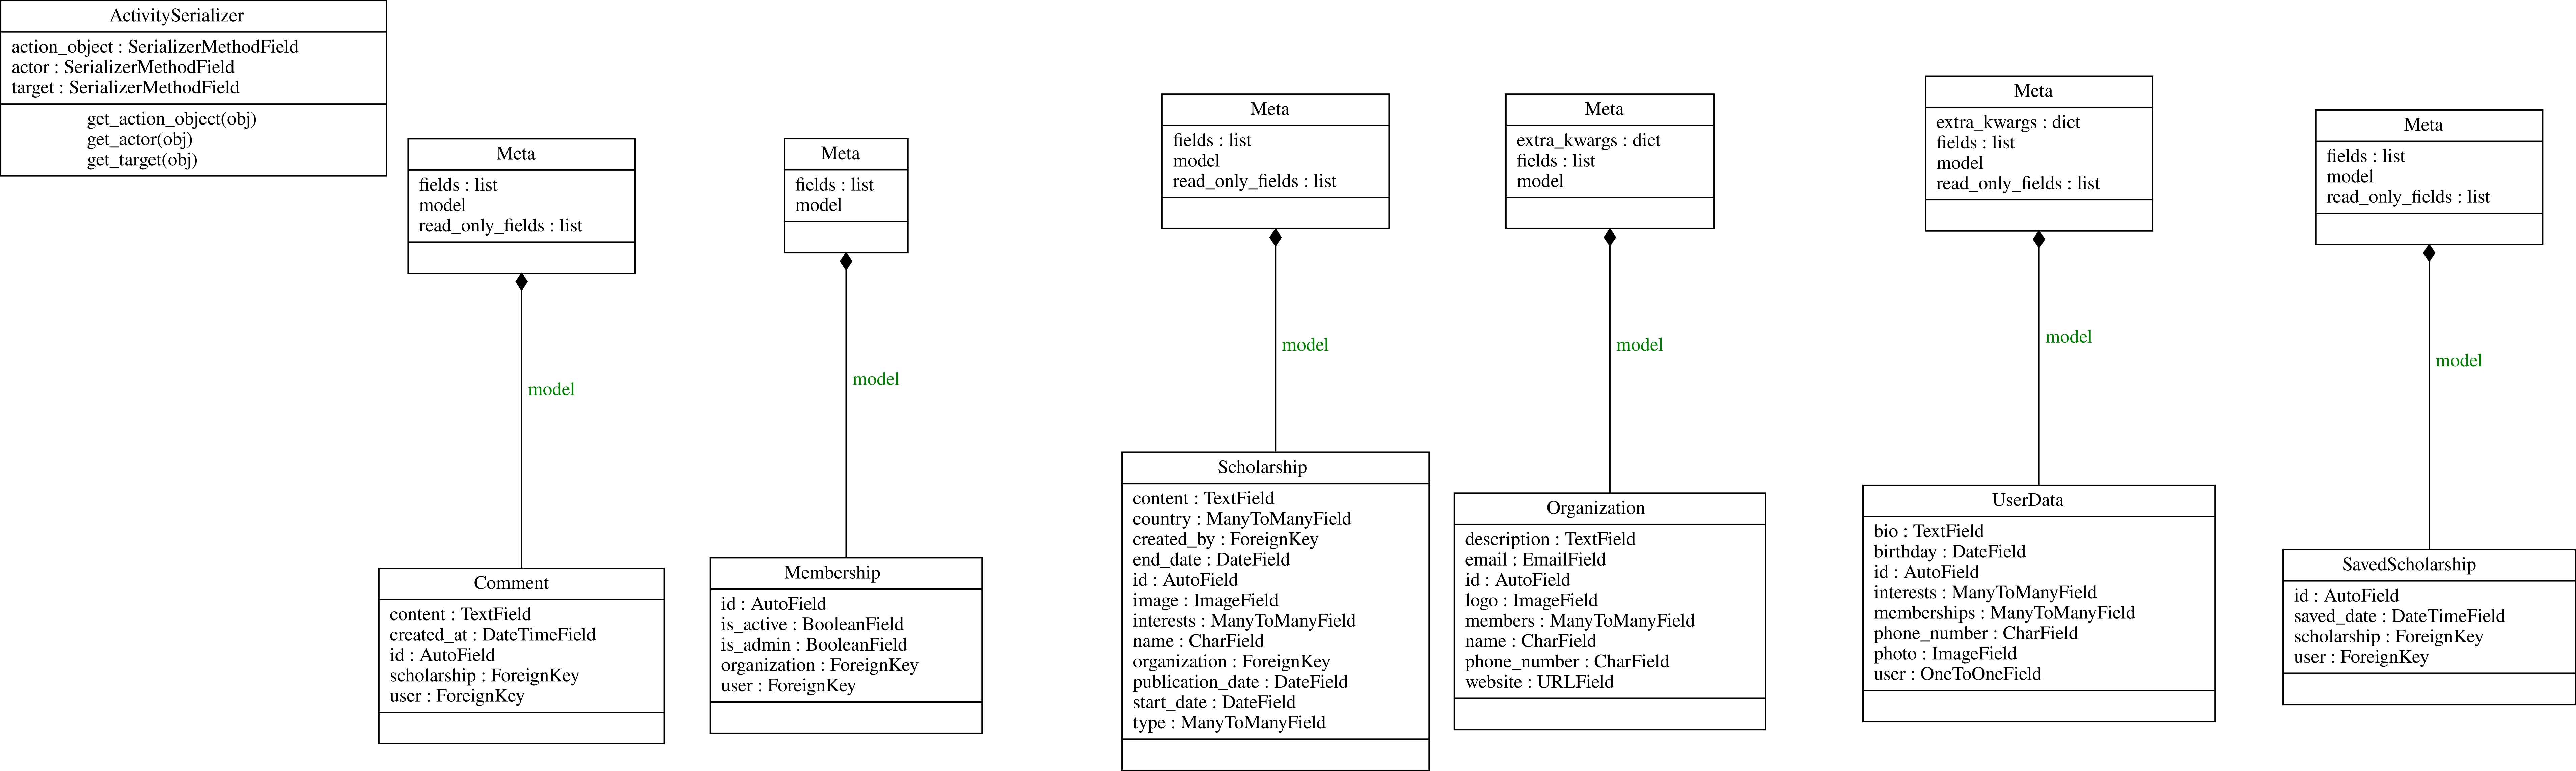 ActivitySerializer
action_object : SerializerMethodField
actor : SerializerMethodField
target : SerializerMethodField
get_action_object(obj)
get_actor(obj)
get_target(obj)
Meta
fields : list
model
read_only_fields : list
model
Comment
content : TextField
created_at : DateTimeField
id : AutoField
scholarship : ForeignKey
user : ForeignKey
Meta
fields : list
model
model
Membership
id : AutoField
is_active : BooleanField
is_admin : BooleanField
organization : ForeignKey
user : ForeignKey
Meta
fields : list
model
read_only_fields : list
model
Scholarship
content : TextField
country : ManyToManyField
created_by : ForeignKey
end_date : DateField
id : AutoField
image : ImageField
interests : ManyToManyField
name : CharField
organization : ForeignKey
publication_date : DateField
start_date : DateField
type : ManyToManyField
Meta
extra_kwargs : dict
fields : list
model
model
Organization
description : TextField
email : EmailField
id : AutoField
logo : ImageField
members : ManyToManyField
name : CharField
phone_number : CharField
website : URLField
Meta
extra_kwargs : dict
fields : list
model
read_only_fields : list
model
UserData
bio : TextField
birthday : DateField
id : AutoField
interests : ManyToManyField
memberships : ManyToManyField
phone_number : CharField
photo : ImageField
user : OneToOneField
Meta
fields : list
model
read_only_fields : list
model
SavedScholarship
id : AutoField
saved_date : DateTimeField
scholarship : ForeignKey
user : ForeignKey